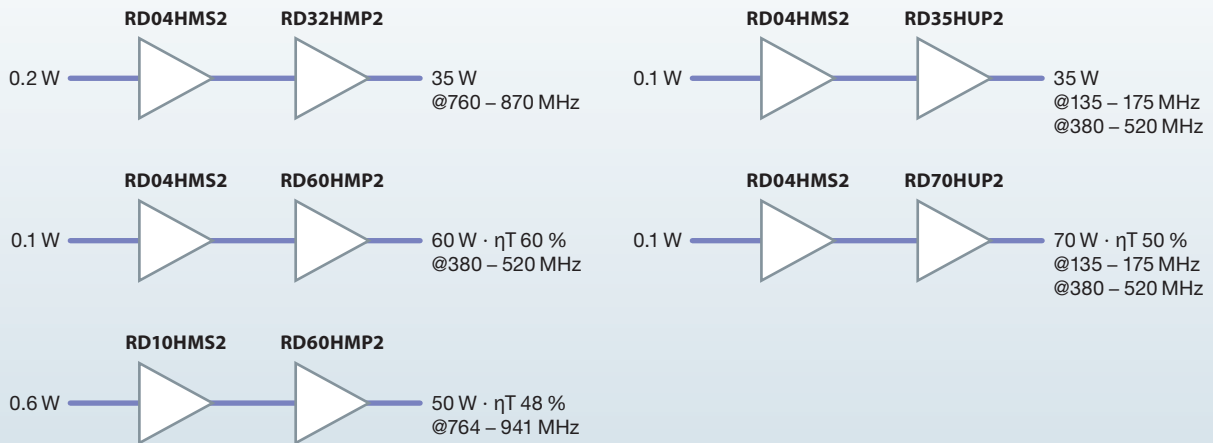 RD04HMS2 RD32HMP2
0.2 W
35 W
@760 – 870 MHz
RD04HMS2 RD35HUP2
0.1 W
35 W
@135 – 175 MHz
@380 – 520 MHz
RD04HMS2 RD60HMP2
0.1 W
60 W · ηT 60 %
@380 – 520 MHz
RD04HMS2 RD70HUP2
0.1 W
70 W · ηT 50 %
@135 – 175 MHz
@380 – 520 MHz
RD10HMS2 RD60HMP2
0.6 W
50 W · ηT 48 %
@764 – 941 MHz